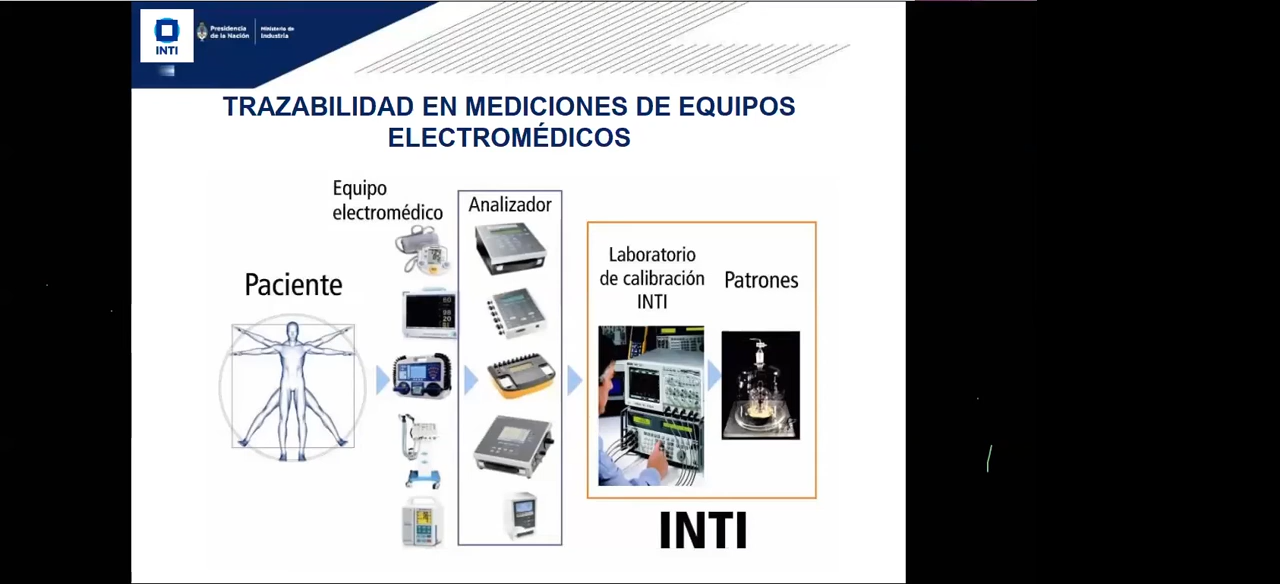 INTI
Presidencia
de la Nación
Ministerio de
Industria
TRAZABILIDAD EN MEDICIONES DE EQUIPOS
ELECTROMÉDICOS
Equipo
electromédico
Analizador
Paciente
Laboratorio
de calibración
INTI
Patrones
INTI